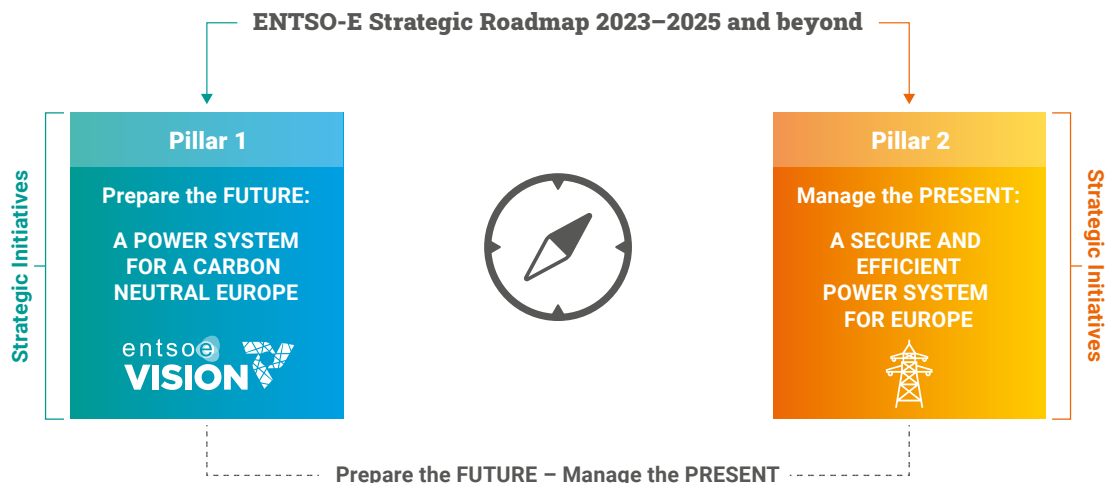 ENTSO-E Strategic Roadmap 2023–2025 and beyond
Strategic Initiatives
Pillar 1
Prepare the FUTURE:
A POWER SYSTEM
FOR A CARBON
NEUTRAL EUROPE
entsoe
VISION
Pillar 2
Manage the PRESENT:
A SECURE AND
EFFICIENT
POWER SYSTEM
FOR EUROPE
Strategic Initiatives
Prepare the FUTURE – Manage the PRESENT